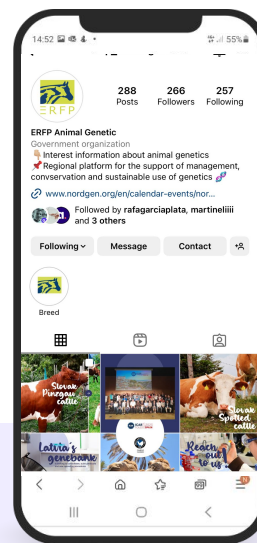 14:52
55%
288
266
257
ERFP
Posts
Followers
Following
ERFP Animal Genetic
Government organization
Interest information about animal genetics
Regional platform for the support of management,
convservation and sustainable use of genetics
www.nordgen.org/en/calendar-events/nor...
Followed by rafagarciaplata, martineliiii
and 3 others
Following
Message
Contact
Breed
Slovak
Pinzgau
cattle
Slovak
Spotted
cattle
Latvia's
genebank
Reach
out
to us
N